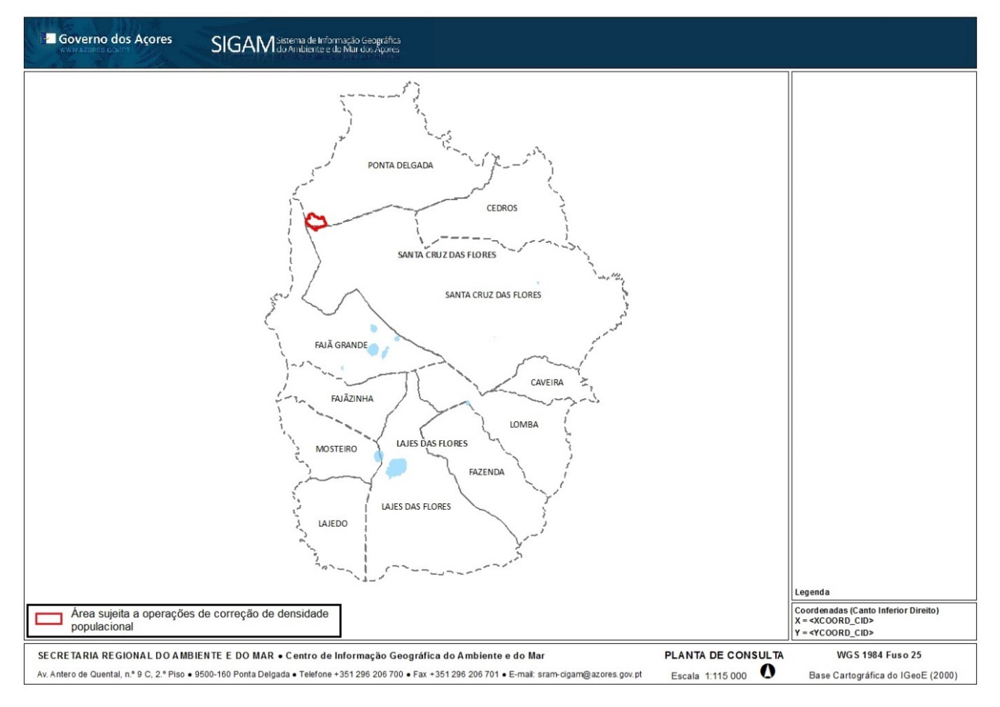 Governo dos Açores
WWW.AZORES.GOV.PT
SIGAM Sistema de Informação Geográfica
do Ambiente e do Mar dos Açores
PONTA DELGADA
CEDROS
SANTA CRUZ DAS FLORES
SANTA CRUZ DAS FLORES
FAJÃ GRANDE
CAVEIRA
FAJÃZINHA
LOMBA
LAJES DAS FLORES
MOSTEIRO
FAZENDA
LAJES DAS FLORES
LAJEDO
Legenda
Área sujeita a operações de correção de densidade
populacional
Coordenadas (Canto Inferior Direito)
X = <XCOORD_CID>
Y = <YCOORD_CID>
SECRETARIA REGIONAL DO AMBIENTE E DO MAR ● Centro de Informação Geográfica do Ambiente e do Mar
Av. Antero de Quental, n.º 9 C, 2.º Piso ● 9500-160 Ponta Delgada ● Telefone +351 296 206 700 ● Fax +351 296 206 701 ● E-mail: sram-cigam@azores.gov.pt
PLANTA DE CONSULTA
Escala 1:115 000
WGS 1984 Fuso 25
Base Cartográfica do IGeoE (2000)